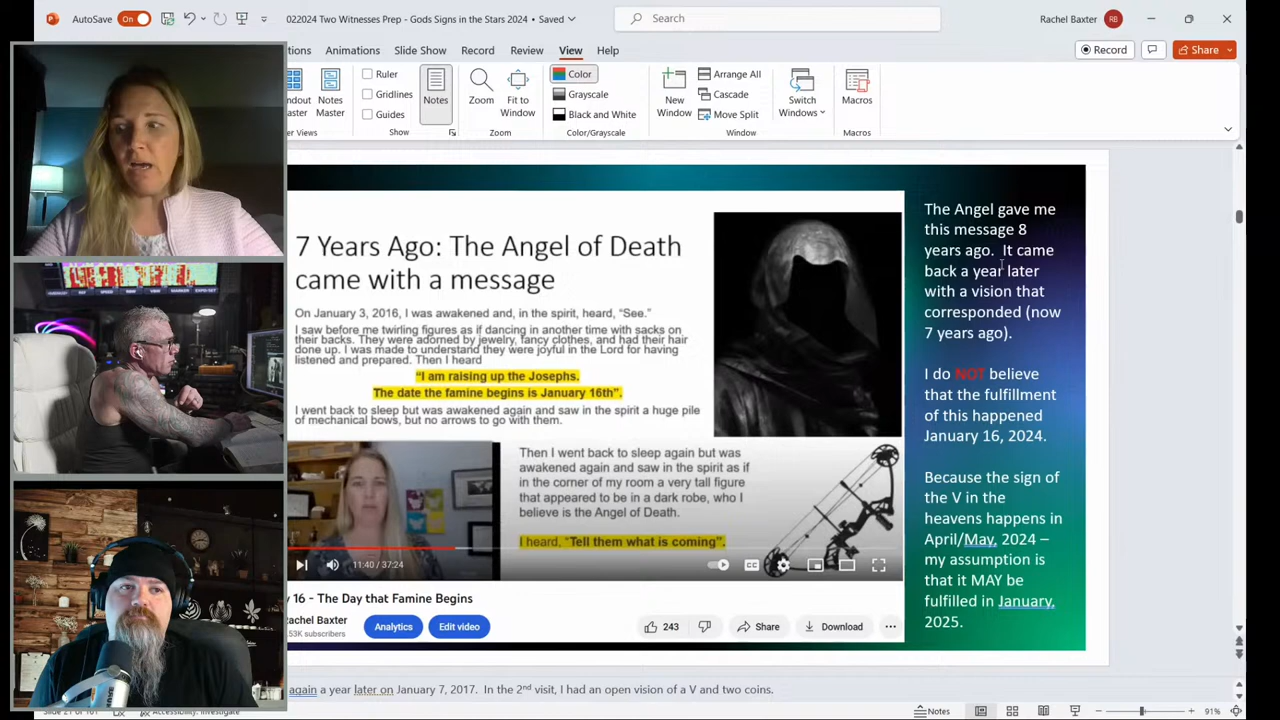 AutoSave
On
022024 Two Witnesses Prep - Gods Signs in the Stars 2024 • Saved
Search
Rachel Baxter
RB
tions
Animations
Slide Show
Record
Review
View
Help
Record
Share
ndout
aster
Notes
Master
er Views
Ruler
Gridlines
Guides
Show
Notes
Zoom
Fit to
Window
Zoom
Color
Grayscale
Black and White
Color/Grayscale
New
Window
Arrange All
Cascade
Move Split
Window
Switch
Windows
Macros
Macros
7 Years Ago: The Angel of Death
came with a message
On January 3, 2016, I was awakened and, in the spirit, heard, “See.”
I saw before me twirling figures as if dancing in another time with sacks on
their backs. They were adorned by jewelry, fancy clothes, and had their hair
done up. I was made to understand they were joyful in the Lord for having
listened and prepared. Then I heard
“I am raising up the Josephs.
The date the famine begins is January 16th”.
I went back to sleep but was awakened again and saw in the spirit a huge pile
of mechanical bows, but no arrows to go with them.
Then I went back to sleep again but was
awakened again and saw in the spirit as if
in the corner of my room a very tall figure
that appeared to be in a dark robe, who I
believe is the Angel of Death.
I heard, “Tell them what is coming”.
11:40 / 37:24
CC
y 16 - The Day that Famine Begins
Rachel Baxter
.53K subscribers
Analytics
Edit video
243
Share
Download
The Angel gave me
this message 8
years ago. It came
back a year later
with a vision that
corresponded (now
7 years ago).
I do NOT believe
that the fulfillment
of this happened
January 16, 2024.
Because the sign of
the V in the
heavens happens in
April/May, 2024 –
my assumption is
that it MAY be
fulfilled in January,
2025.
again a year later on January 7, 2017. In the 2nd visit, I had an open vision of a V and two coins.
Accessibility: Investigate
Notes
91%